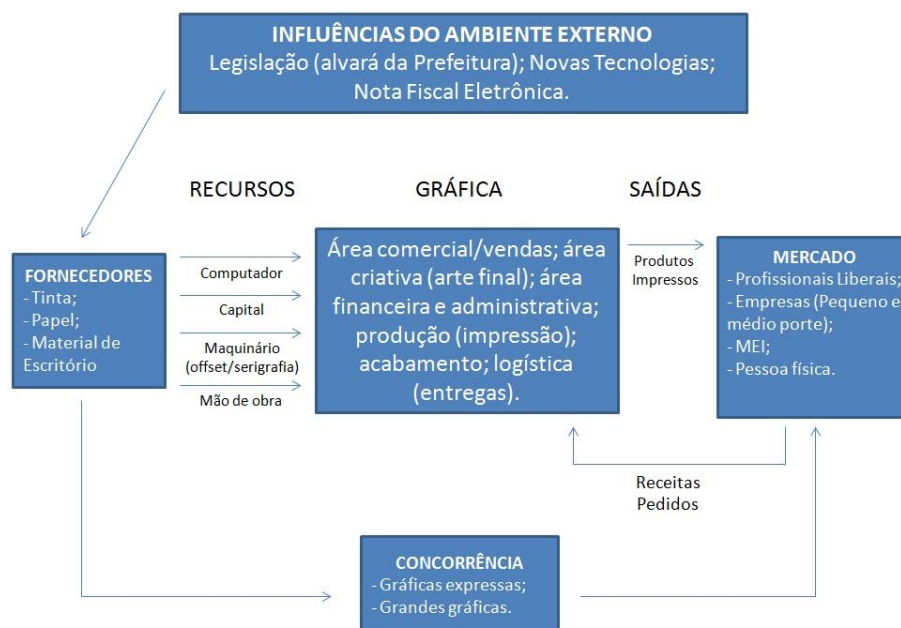 INFLUÊNCIAS DO AMBIENTE EXTERNO
Legislação (alvará da Prefeitura); Novas Tecnologias;
Nota Fiscal Eletrônica.
RECURSOS
GRÁFICA
SAÍDAS
FORNECEDORES
- Tinta;
- Papel;
- Material de
Escritório
Computador
Capital
Maquinário
(offset/serigrafia)
Mão de obra
Área comercial/vendas; área
criativa (arte final); área
financeira e administrativa;
produção (impressão);
acabamento; logística
(entregas).
Produtos
Impressos
MERCADO
- Profissionais Liberais;
- Empresas (Pequeno e
médio porte);
- MEI;
- Pessoa física.
Receitas
Pedidos
CONCORRÊNCIA
- Gráficas expressas;
- Grandes gráficas.